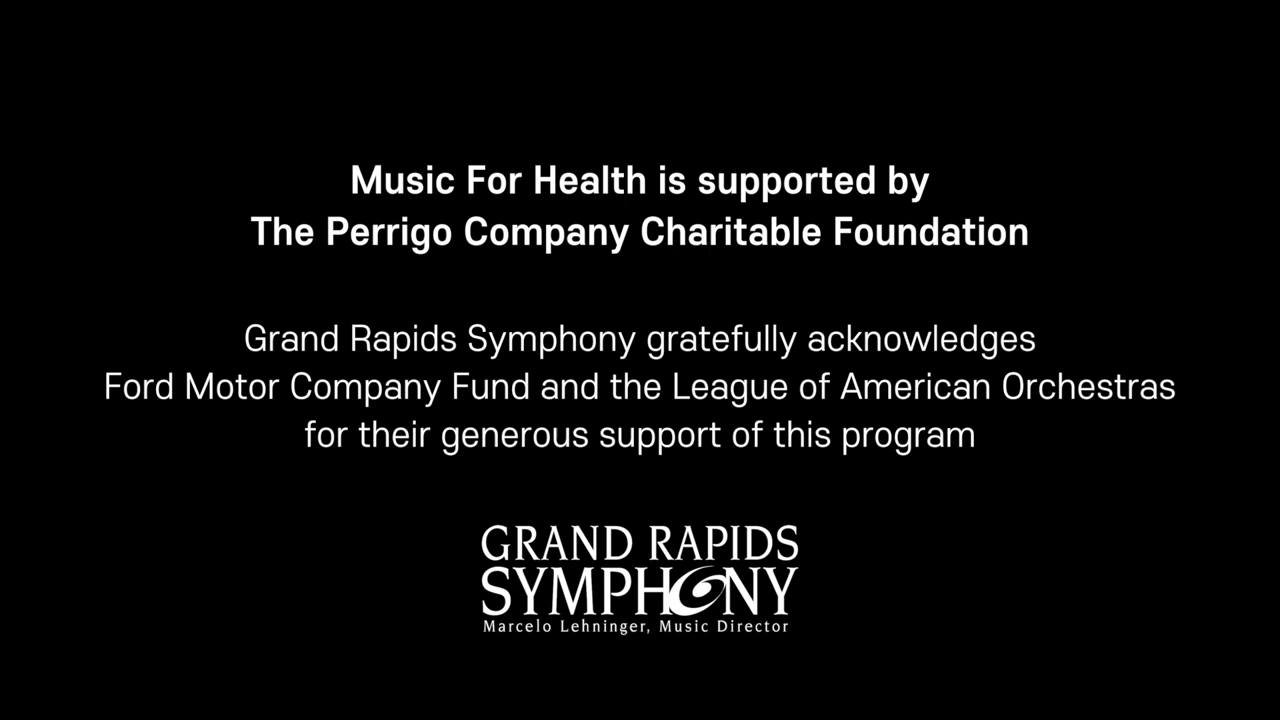 Music For Health is supported by
The Perrigo Company Charitable Foundation
Grand Rapids Symphony gratefully acknowledges
Ford Motor Company Fund and the League of American Orchestras
for their generous support of this program
GRAND RAPIDS
SYMPHONY
Marcelo Lehninger, Music Director